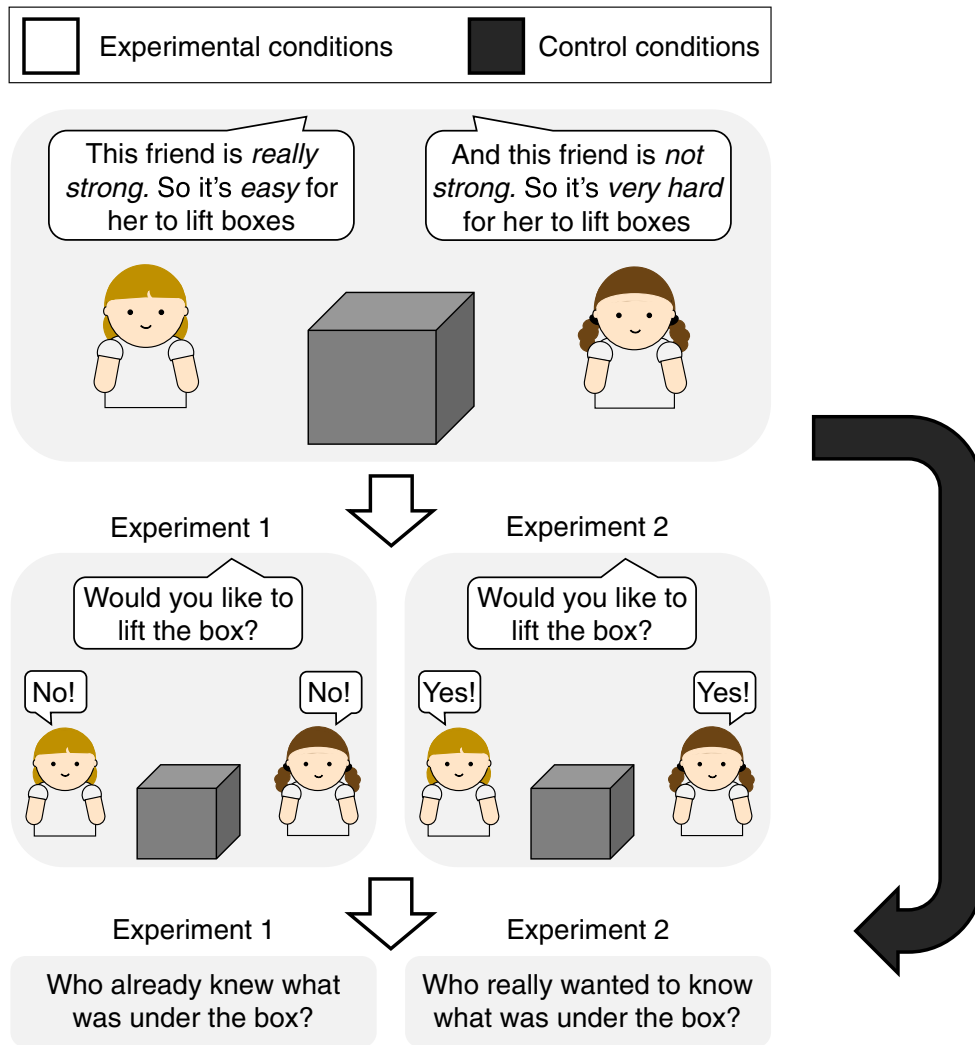 Experimental conditions
Control conditions
This friend is really
strong. So it's easy for
her to lift boxes
And this friend is not
strong. So it's very hard
for her to lift boxes
Experiment 1
Experiment 2
Would you like to
lift the box?
Would you like to
lift the box?
No!
No!
Yes!
Yes!
Experiment 1
Experiment 2
Who already knew what
was under the box?
Who really wanted to know
what was under the box?